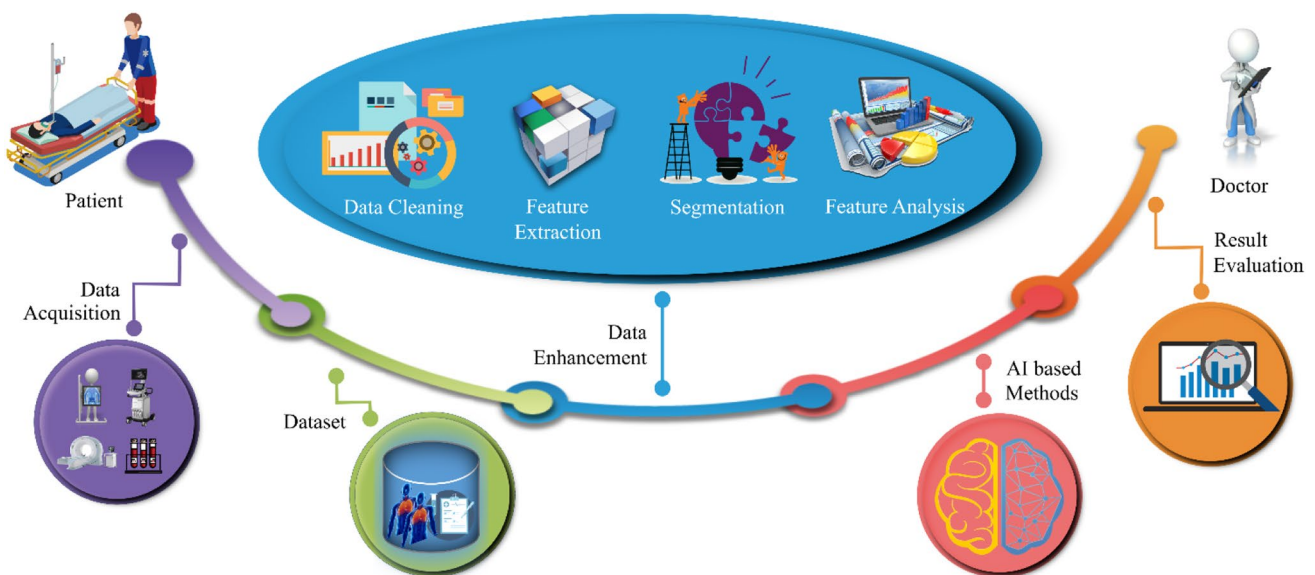 Patient
Data
Acquisition
Dataset
Data Cleaning
Feature
Extraction
Segmentation
Feature Analysis
Data
Enhancement
AI based
Methods
Doctor
Result
Evaluation